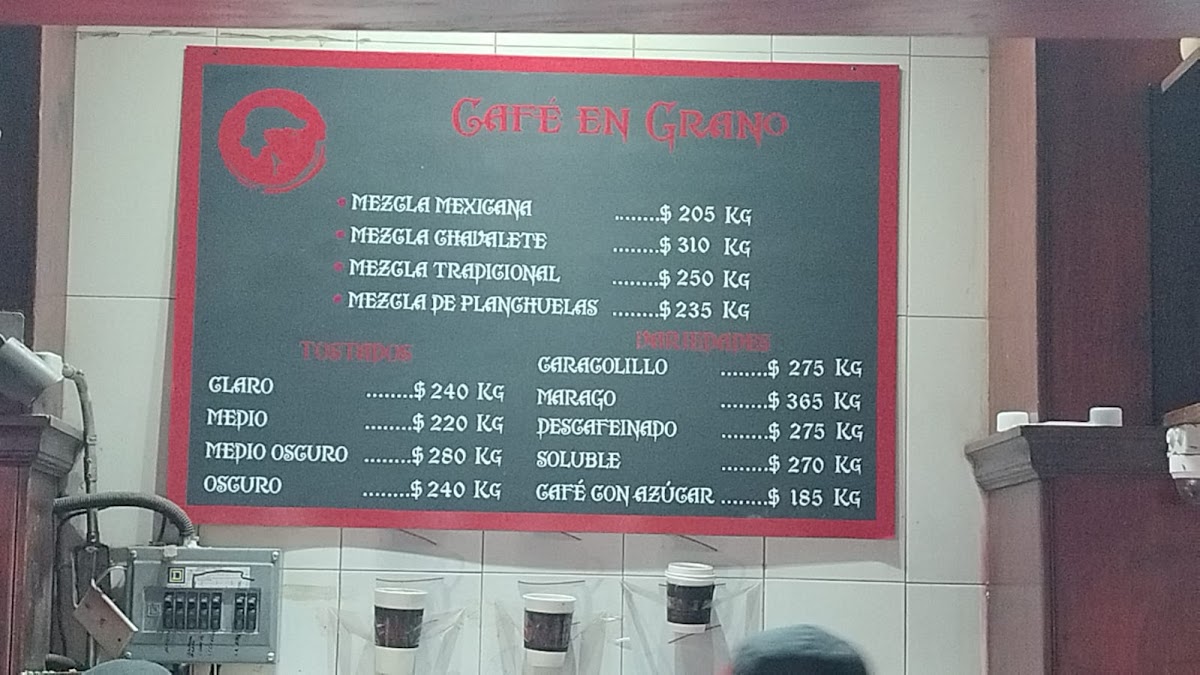 CAFÉ EN GRANO
• MEZCLA MEXICANA ........$ 205 KG
• MEZCLA CHAVALETE ........$ 310 KG
• MEZCLA TRADICIONAL ........$ 250 KG
• MEZCLA DE PLANCHUELAS ........$ 235 KG
TOSTADOS
CLARO ........$ 240 KG
MEDIO ........$ 220 KG
MEDIO OSCURO ........$ 280 KG
OSCURO ........$ 240 KG
VARIEDADES
CARACOLILLO ........$ 275 KG
MARAGO ........$ 365 KG
DESCAFEINADO ........$ 275 KG
SOLUBLE ........$ 270 KG
CAFÉ CON AZÚCAR ........$ 185 KG